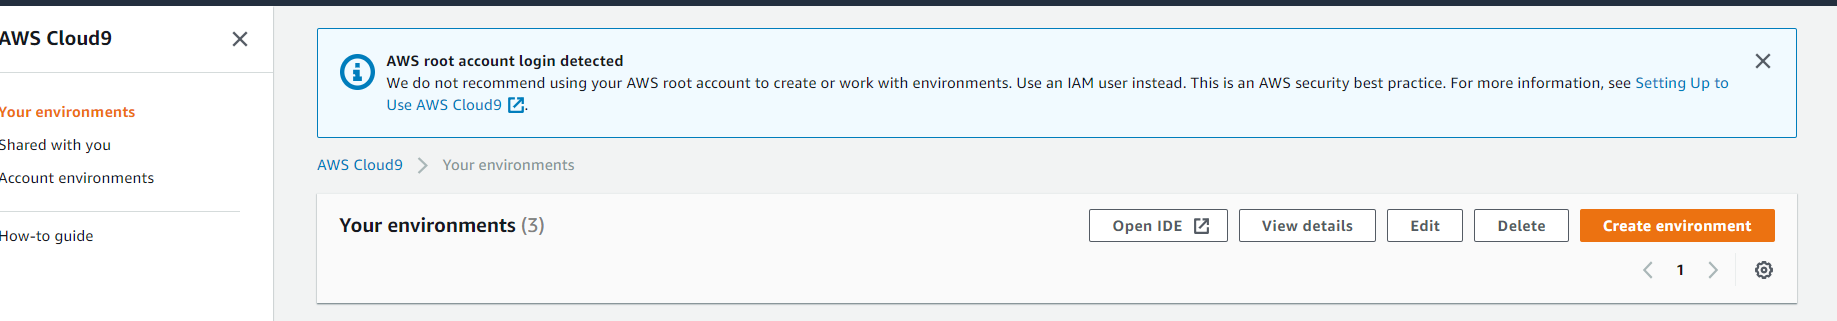 AWS Cloud9
Your environments
Shared with you
Account environments
How-to guide
AWS root account login detected
We do not recommend using your AWS root account to create or work with environments. Use an IAM user instead. This is an AWS security best practice. For more information, see Setting Up to
Use AWS Cloud9.
AWS Cloud9 > Your environments
Your environments (3)
Open IDE
View details
Edit
Delete
Create environment
< 1 >